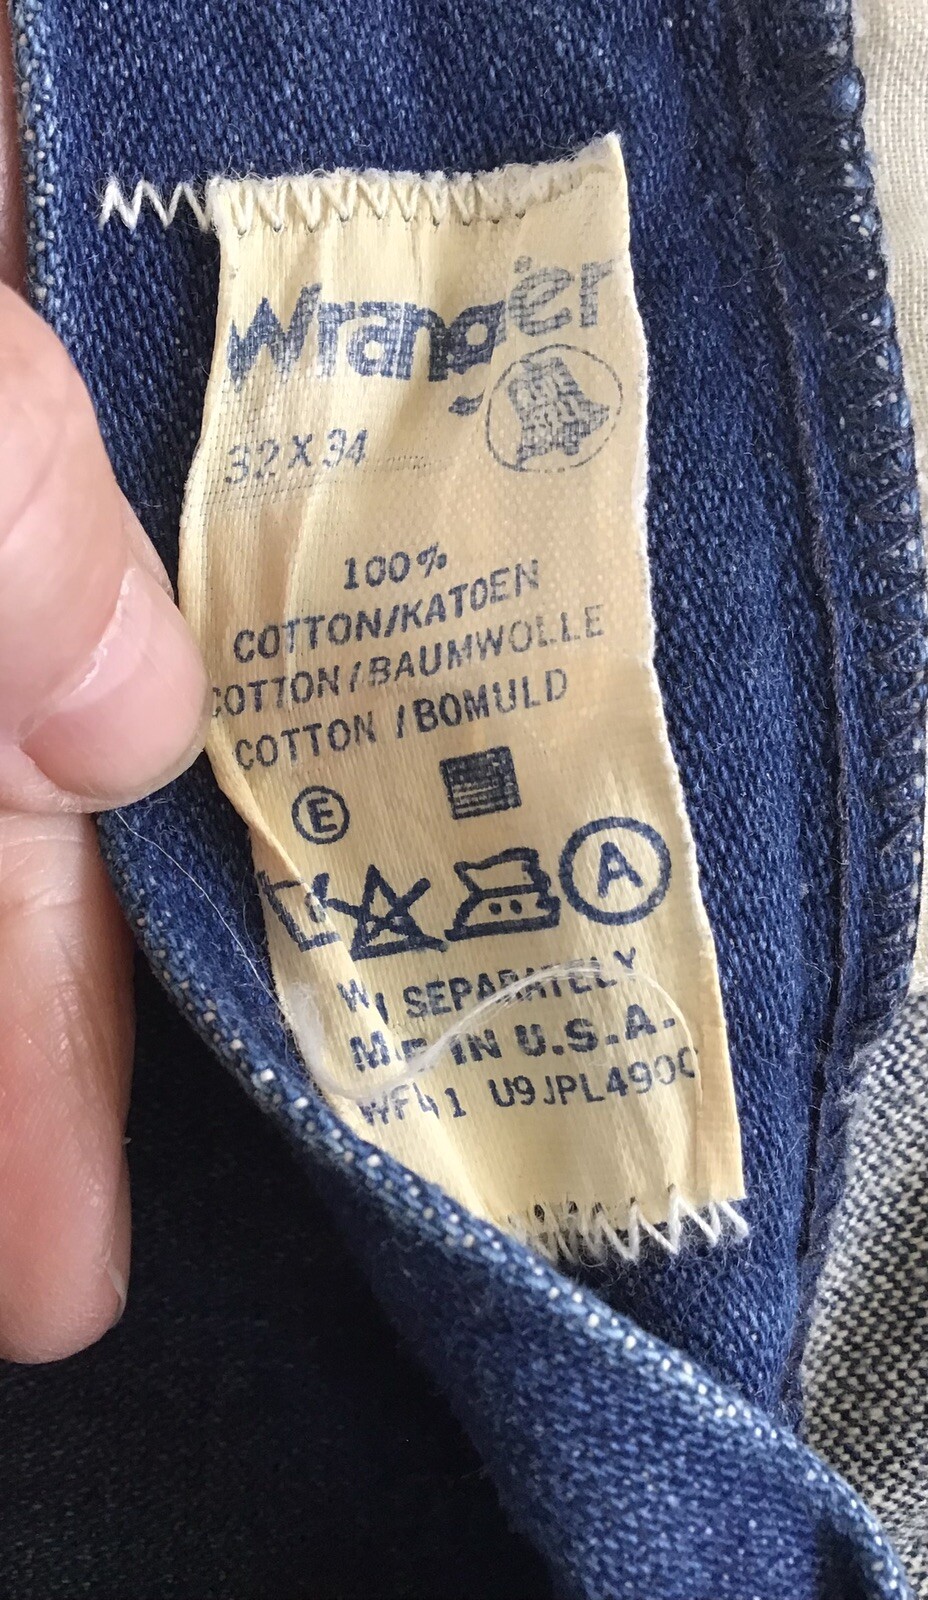 Wrangler
32 X 34
100%
COTTON/KATOEN
COTTON/BAUMWOLLE
COTTON /BOMULD
E
A
SEPARATELY
IN U.S.A.
U9JPL490